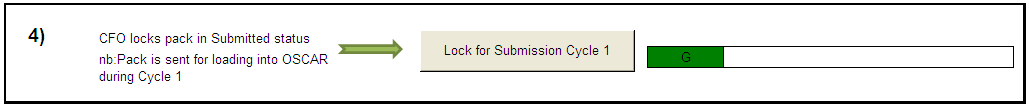 4)
CFO locks pack in Submitted status
nb:Pack is sent for loading into OSCAR
during Cycle 1
Lock for Submission Cycle 1
G